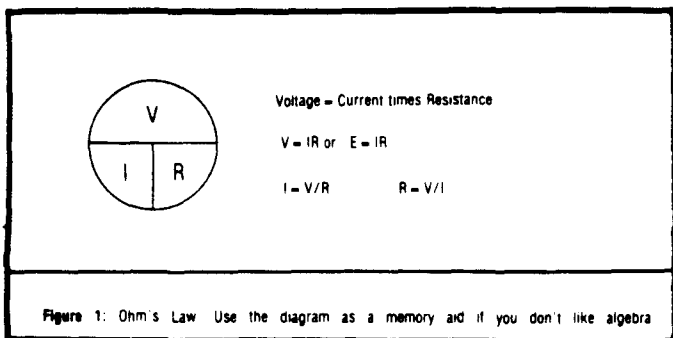 V
I R
Voltage = Current times Resistance
V = IR or E = IR
I = V/R R = V/I
Figure 1: Ohm's Law Use the diagram as a memory aid if you don't like algebra